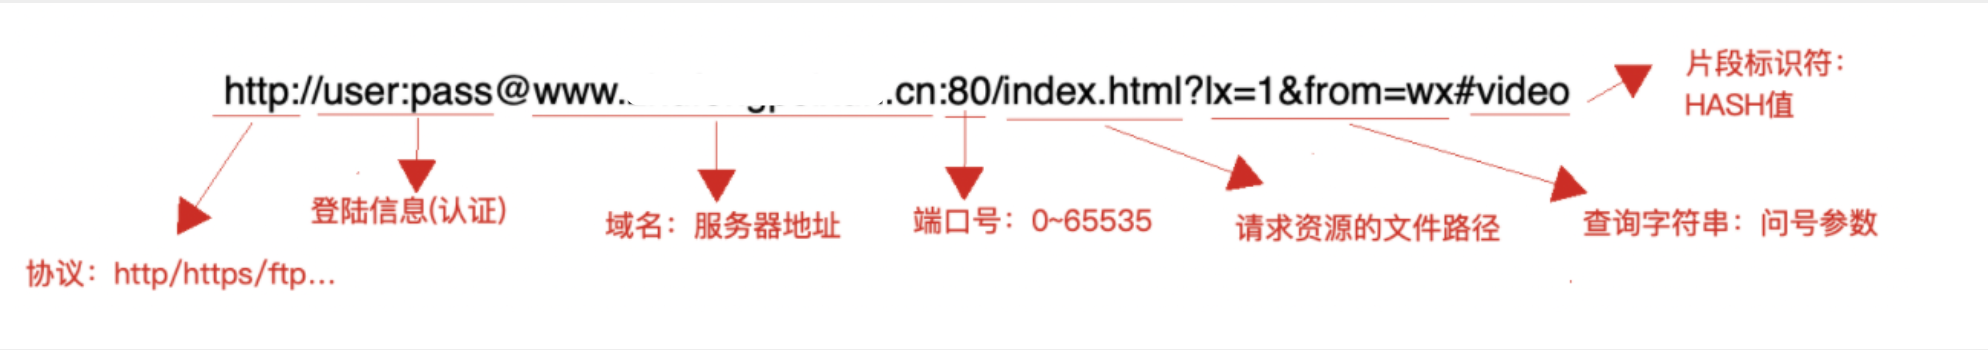 http://user:pass@www. .cn:80/index.html?lx=1&from=wx#video
片段标识符：
HASH值
登陆信息(认证)
域名：服务器地址
端口号：0~65535
请求资源的文件路径
查询字符串：问号参数
协议：http/https/ftp...